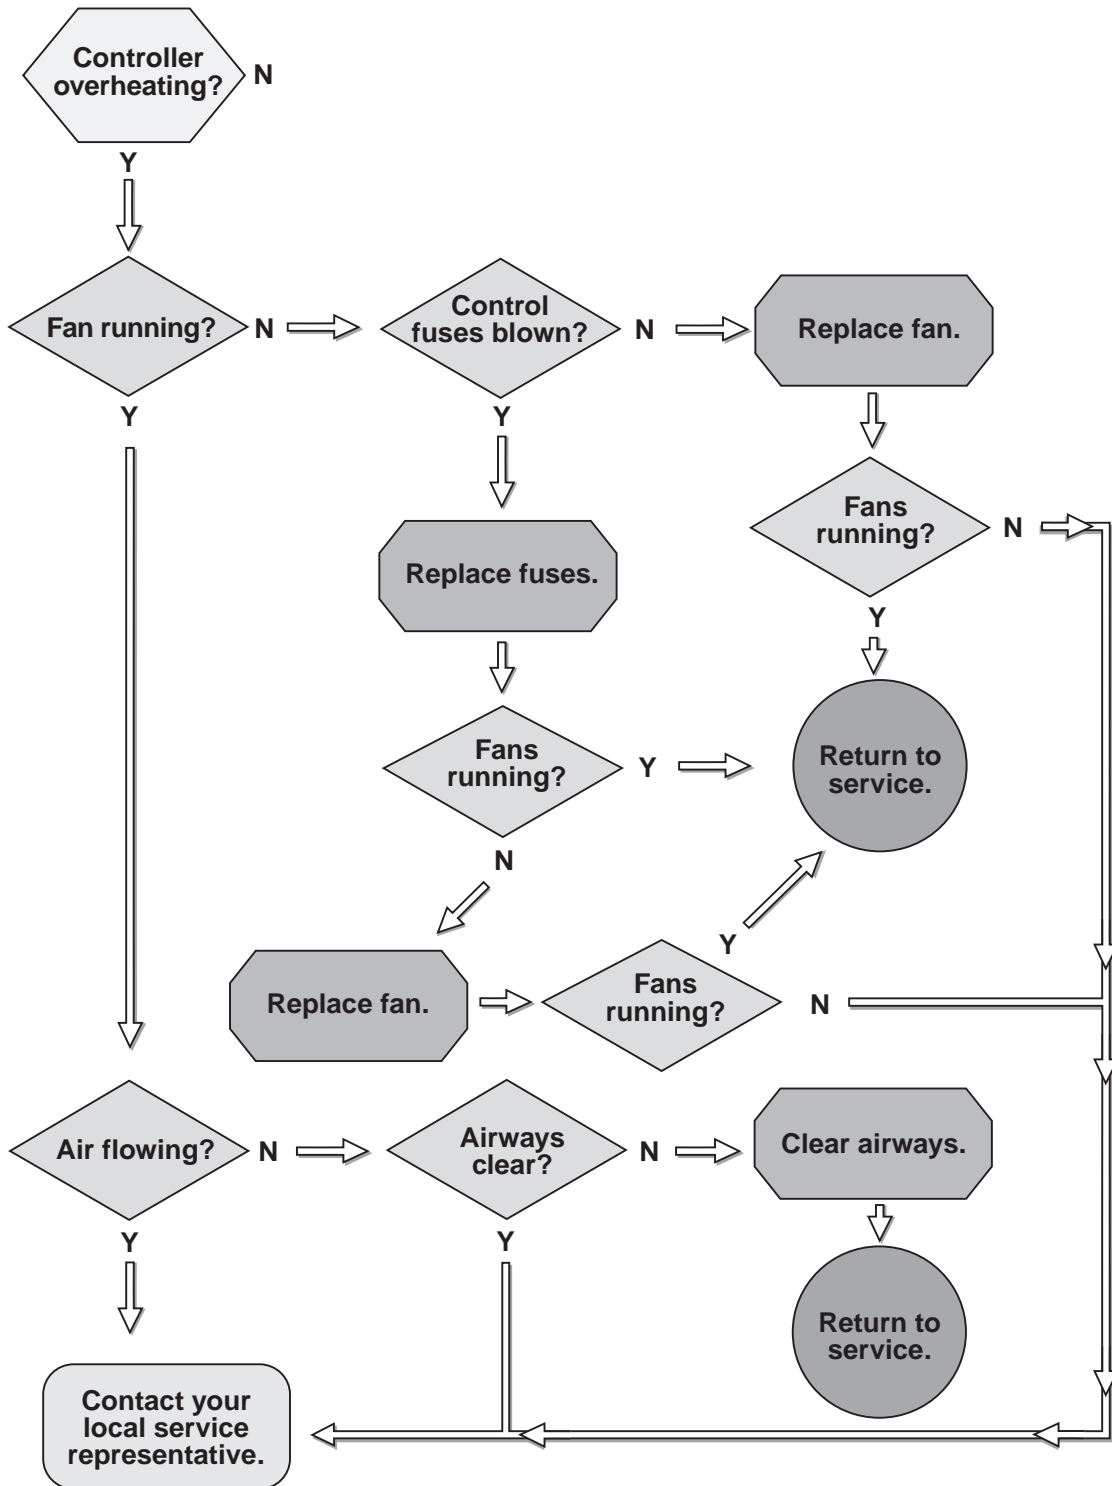 Controller
overheating?
N
Y
Fan running?
N
Control
fuses blown?
N
Replace fan.
Y
Y
Fans
running?
N
Replace fuses.
Y
Fans
running?
Y
Return to
service.
N
Y
Replace fan.
Fans
running?
N
Air flowing?
N
Airways
clear?
N
Clear airways.
Y
Y
Return to
service.
Contact your
local service
representative.